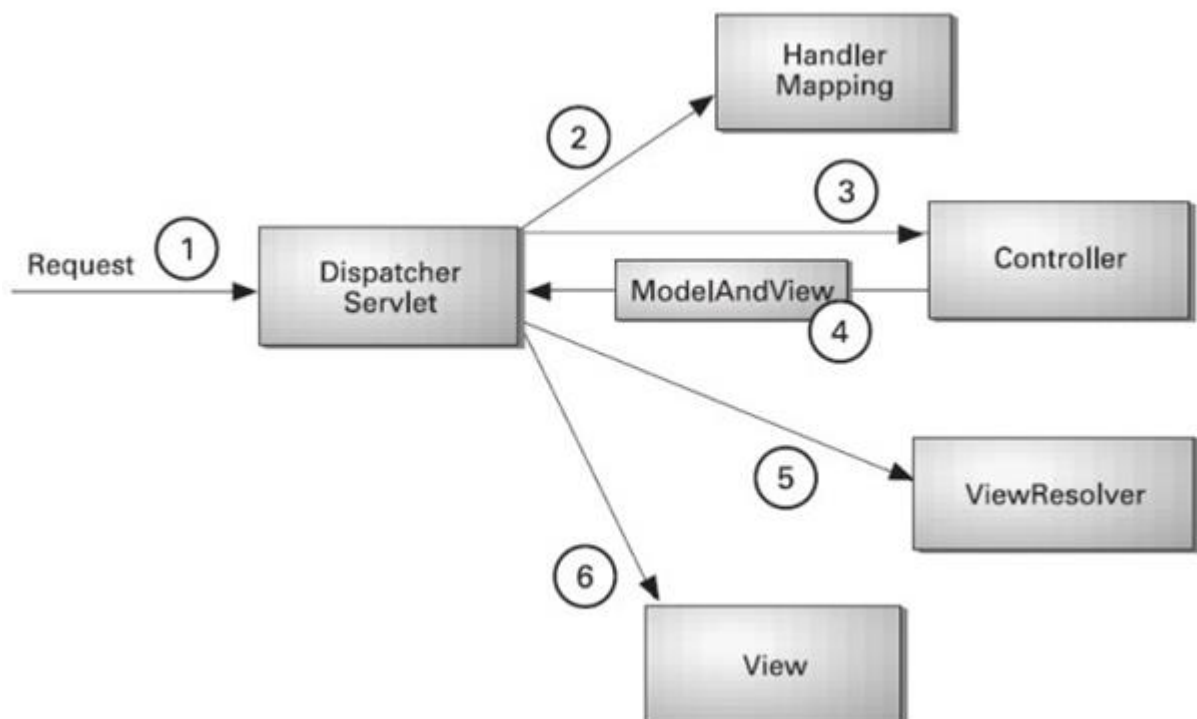 Handler
Mapping
2
3
1
Request
Dispatcher
Servlet
Controller
ModelAndView
4
5
ViewResolver
6
View